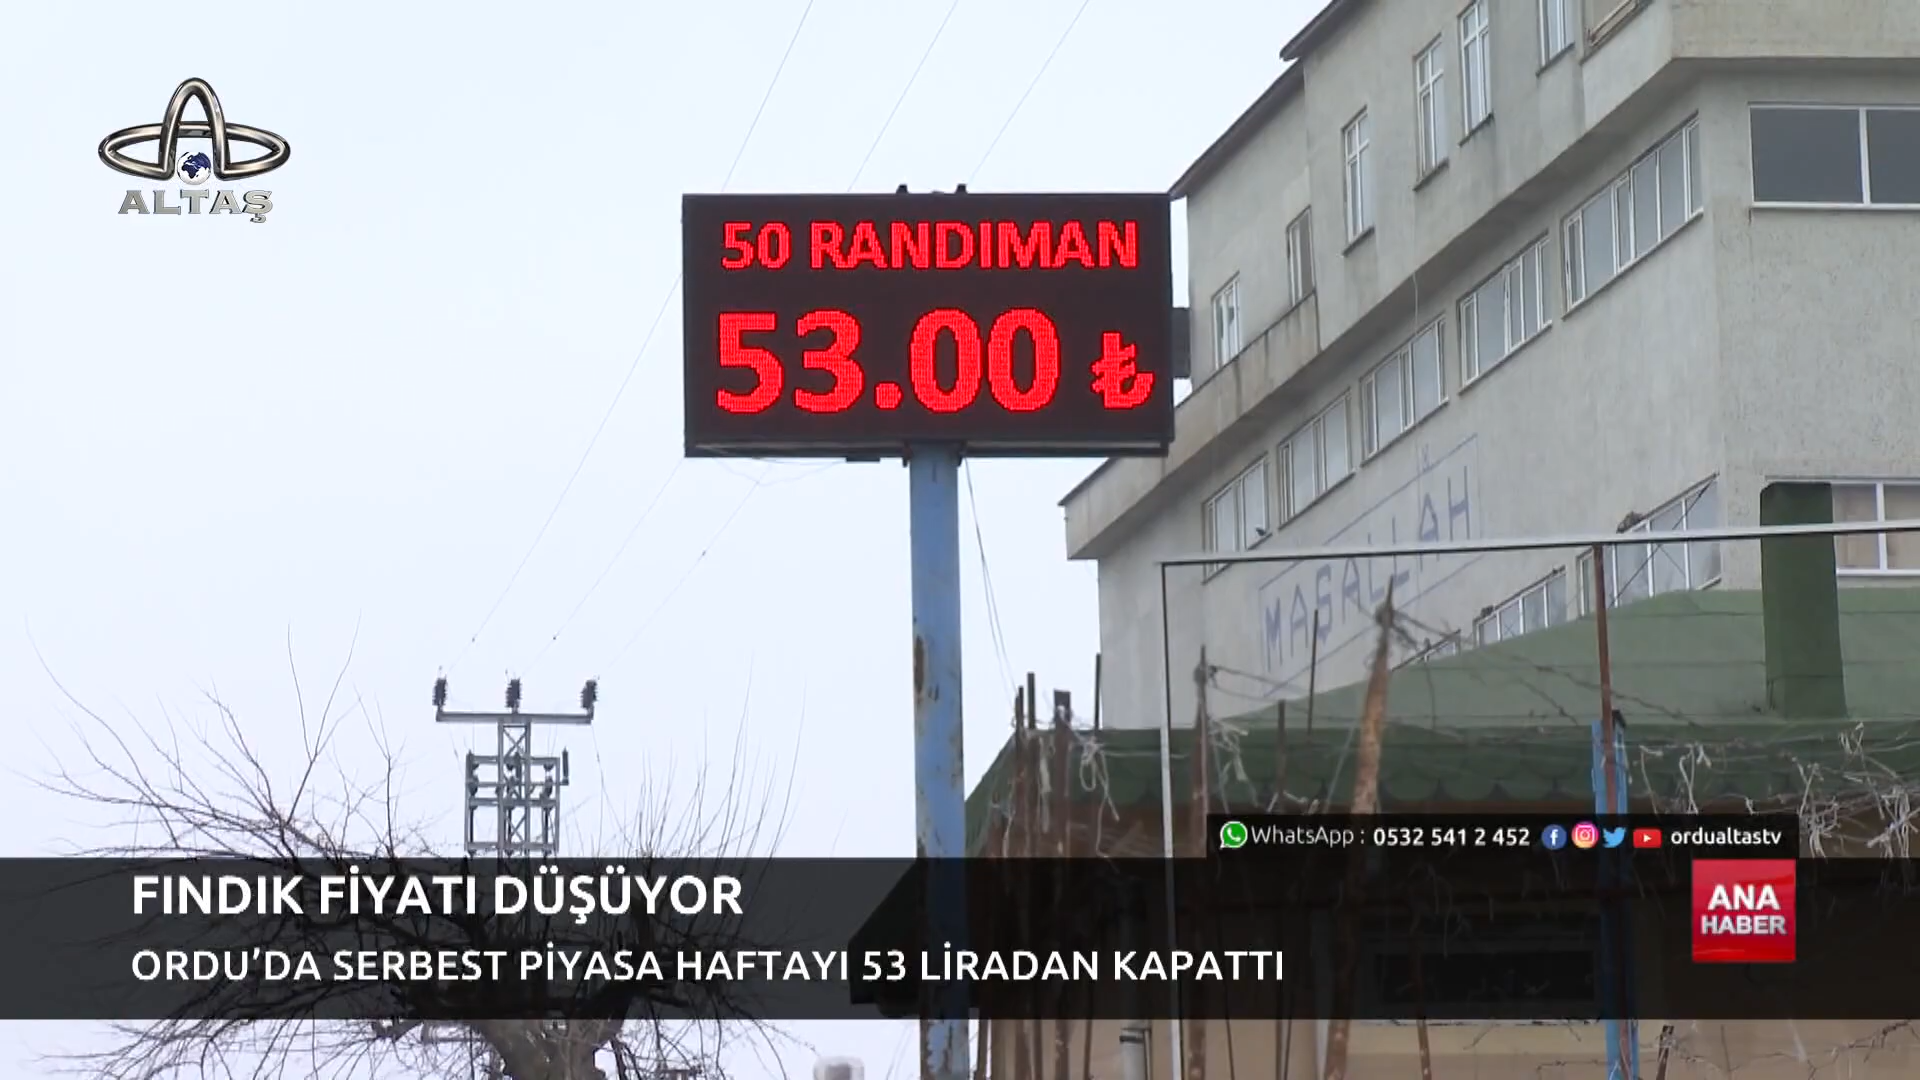 ALTAŞ
50 RANDIMAN
53.00 ₺
MAŞALLAH
WhatsApp : 0532 541 2 452 ordualtastv
FINDIK FİYATI DÜŞÜYOR
ANA
HABER
ORDU'DA SERBEST PİYASA HAFTAYI 53 LİRADAN KAPATTI